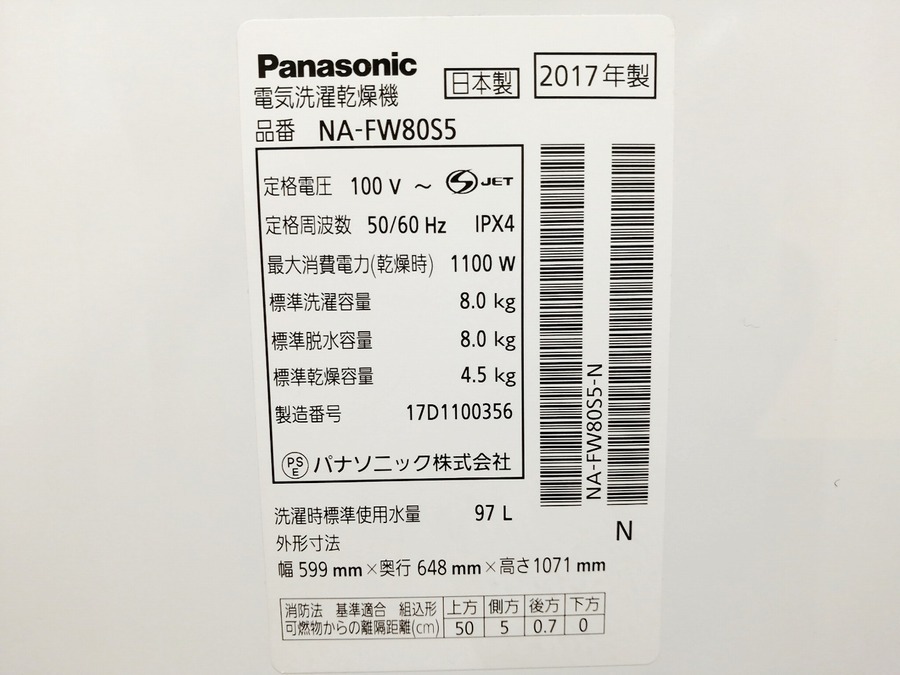 Panasonic
日本製
2017年製
電気洗濯乾燥機
品番 NA-FW80S5
定格電圧 100 V ～ JET
定格周波数 50/60 Hz IPX4
最大消費電力(乾燥時) 1100 W
標準洗濯容量 8.0 kg
標準脱水容量 8.0 kg
標準乾燥容量 4.5 kg
製造番号 17D1100356
PSE パナソニック株式会社
NA-FW80S5-N
N
洗濯時標準使用水量 97 L
外形寸法
幅 599 mm×奥行 648 mm×高さ1071 mm
消防法 基準適合 組込形 上方 側方 後方 下方
可燃物からの離隔距離(cm) 50 5 0.7 0